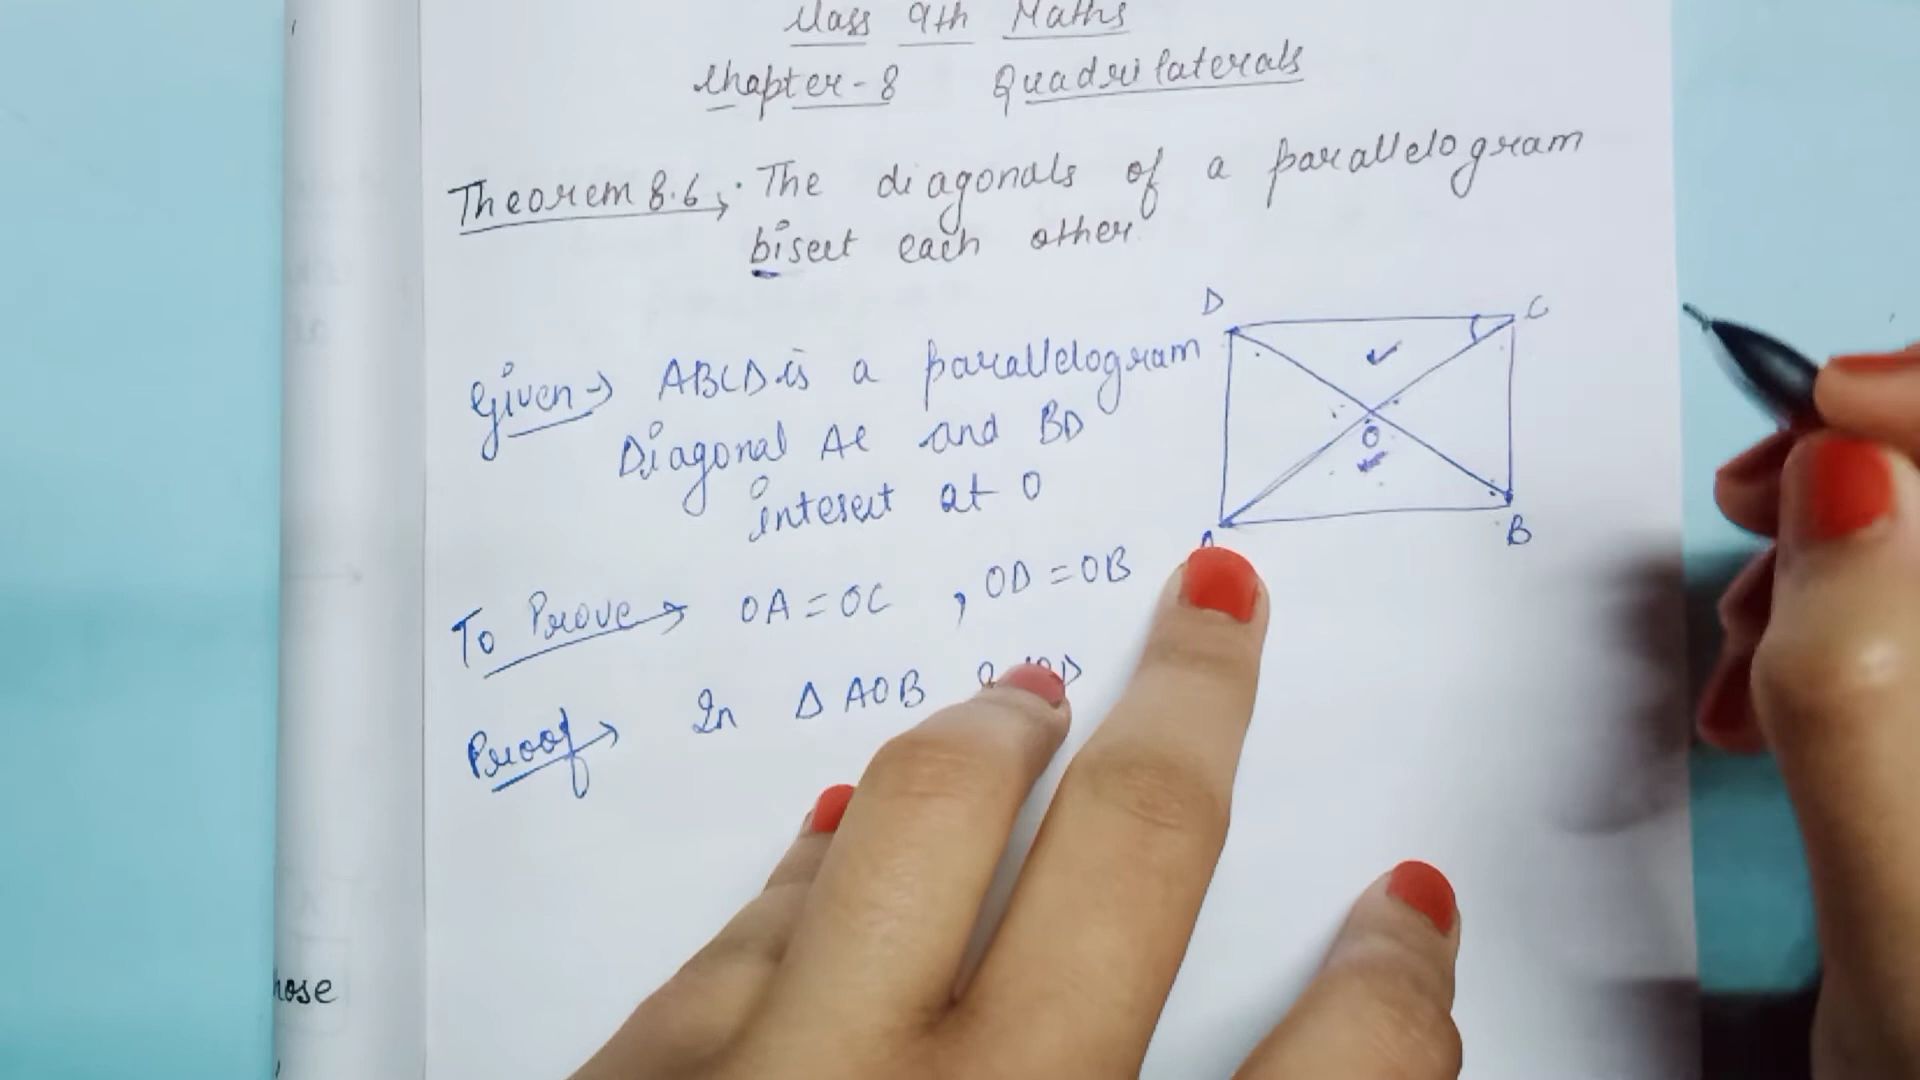 Class 9th Maths
Chapter-8 Quadrilaterals
Theorem 8.6 : The diagonals of a parallelogram
bisect each other
D C
Given → ABCD is a parallelogram
Diagonal AC and BD
O
intersect at O
A B
To Prove → OA = OC , OD = OB
Proof → In Δ AOB
hose